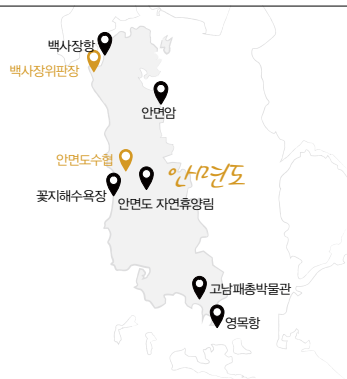 백사장항
백사장위판장
안면암
안면도수협
안면도
꽃지해수욕장
안면도 자연휴양림
고남패총박물관
영목항